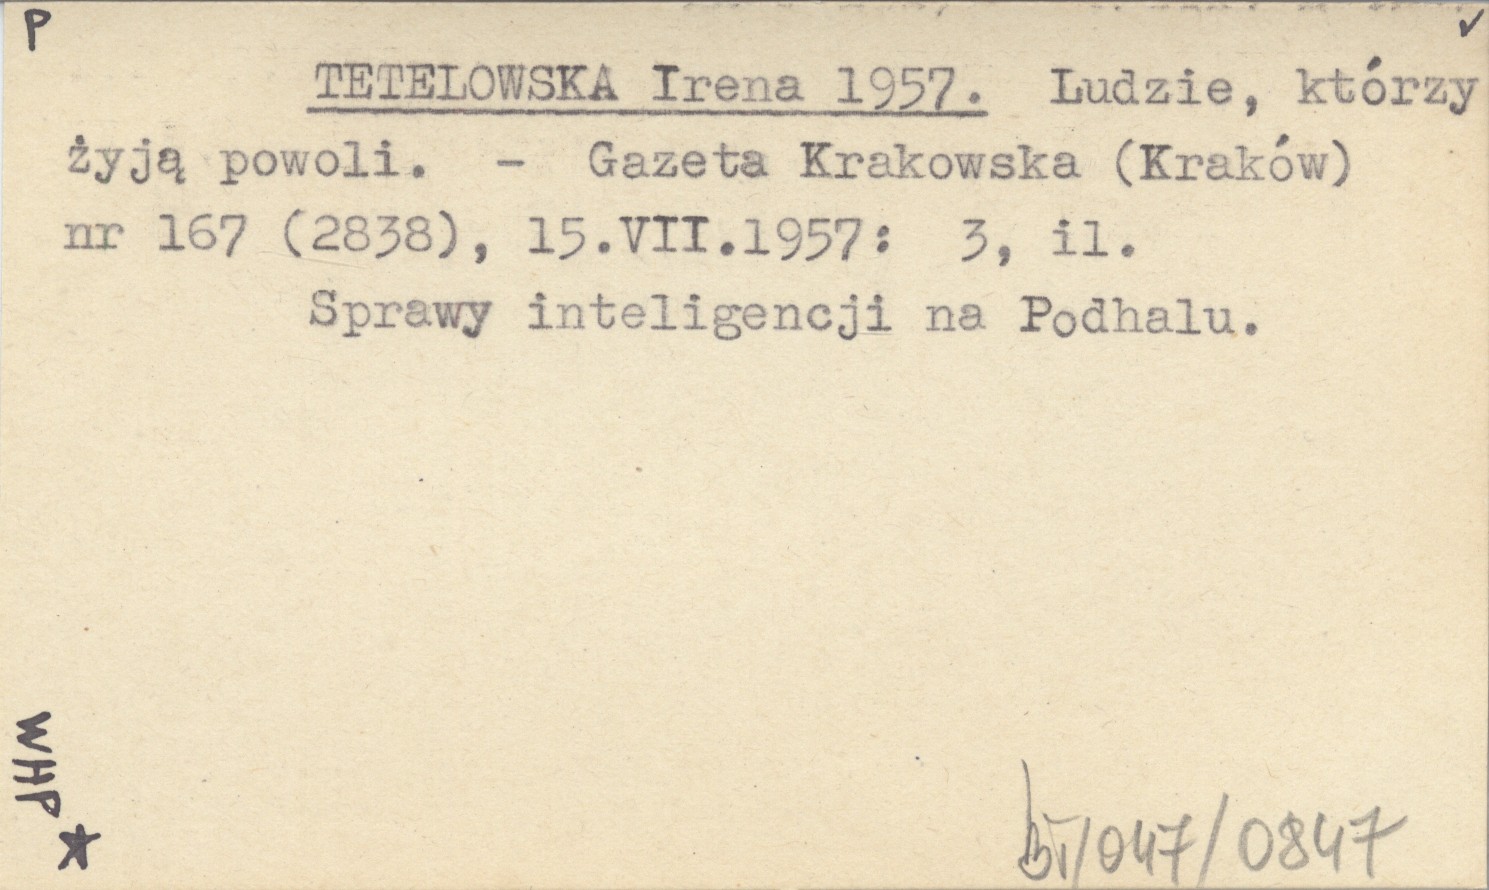 P
✓
TETELOWSKA Irena 1957. Ludzie, którzy
żyją powoli. - Gazeta Krakowska (Kraków)
nr 167 (2838), 15.VII.1957: 3, il.
Sprawy inteligencji na Podhalu.
WHP ★
/047/0847